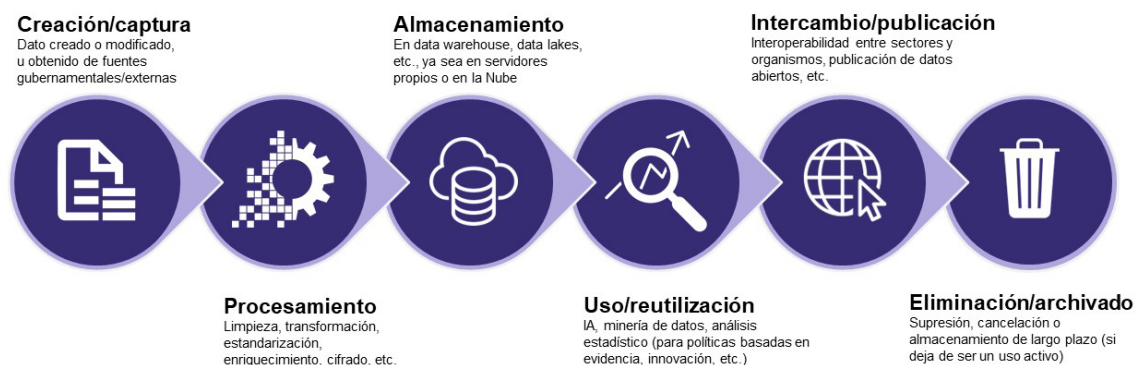 Creación/captura
Dato creado o modificado,
u obtenido de fuentes
gubernamentales/externas
Procesamiento
Limpieza, transformación,
estandarización,
enriquecimiento, cifrado, etc.
Almacenamiento
En data warehouse, data lakes,
etc., ya sea en servidores
propios o en la Nube
Uso/reutilización
IA, minería de datos, análisis
estadístico (para políticas basadas en
evidencia, innovación, etc.)
Intercambio/publicación
Interoperabilidad entre sectores y
organismos, publicación de datos
abiertos, etc.
Eliminación/archivado
Supresión, cancelación o
almacenamiento de largo plazo (si
deja de ser un uso activo)